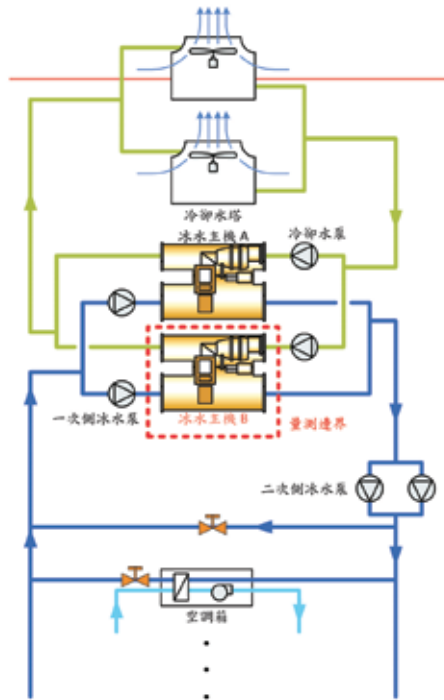 冷卻水塔
冰水主機A
冷卻水泵
一次側冰水泵
冰水主機B
量測邊界
二次側冰水泵
空調箱